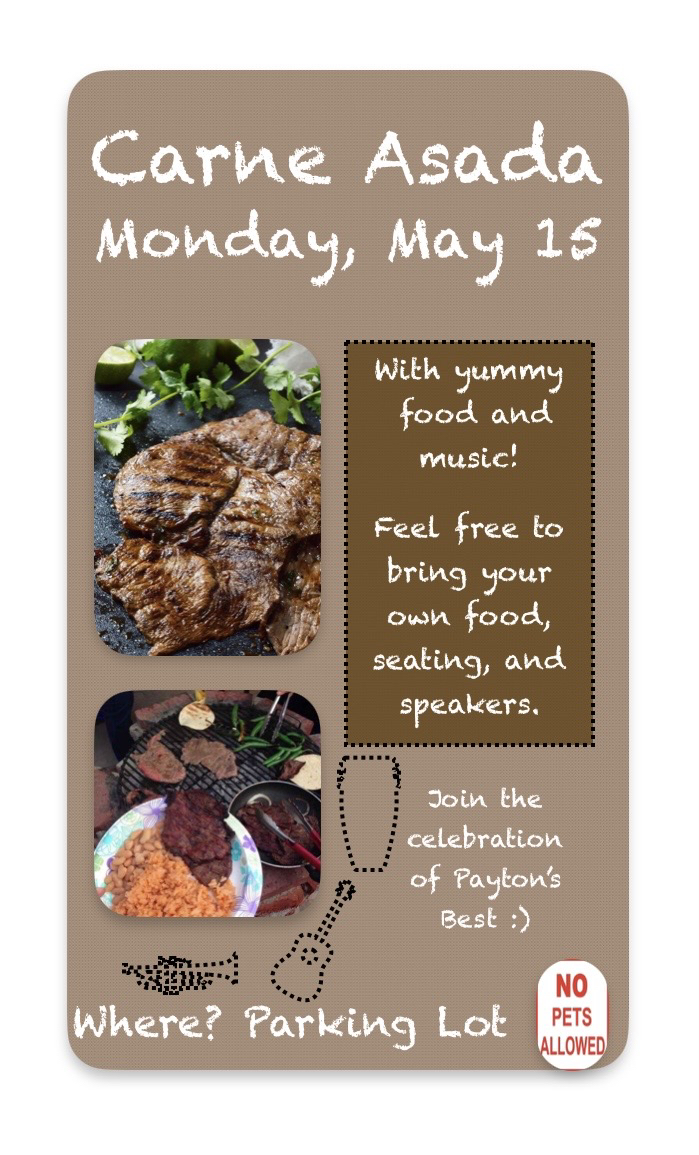 Carne Asada
Monday, May 15
With yummy
food and
music!
Feel free to
bring your
own food,
seating, and
speakers.
Join the
celebration
of Payton's
Best :)
Where? Parking Lot
NO
PETS
ALLOWED